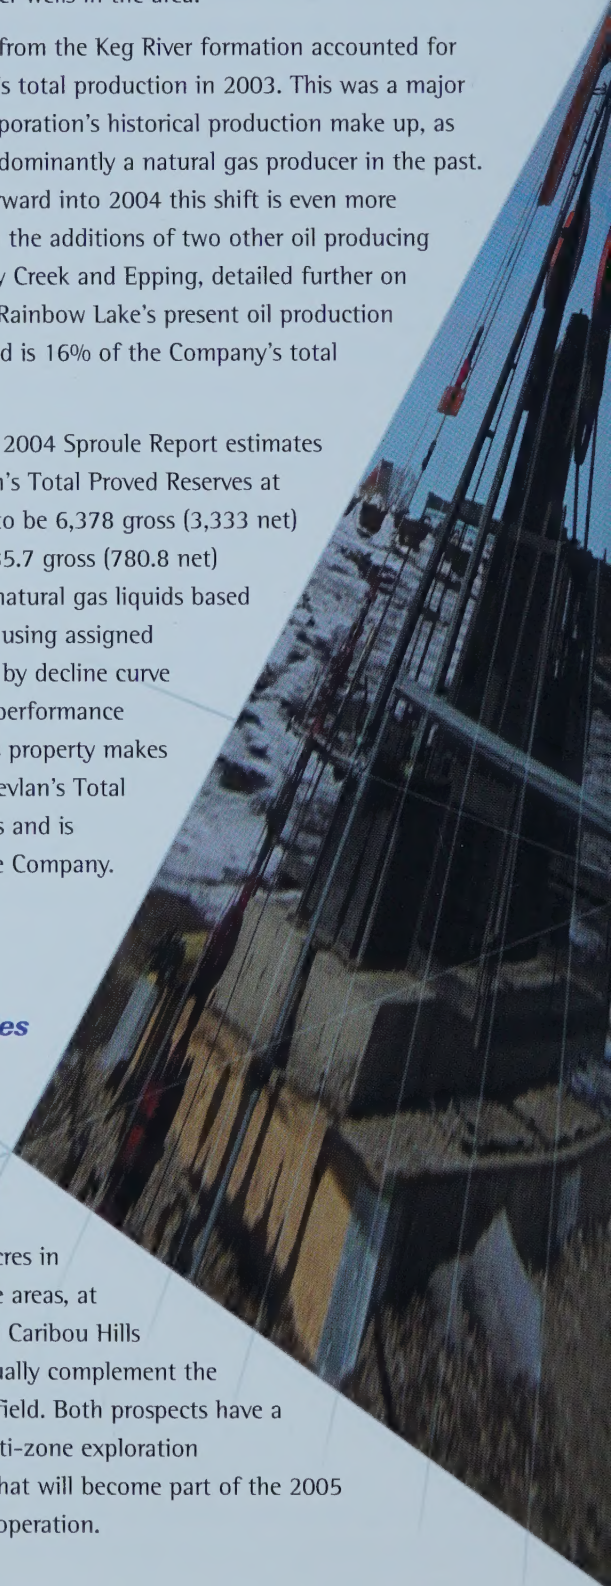 from the Keg River formation accounted for
's total production in 2003. This was a major
poration's historical production make up, as
dominantly a natural gas producer in the past.
ward into 2004 this shift is even more
the additions of two other oil producing
y Creek and Epping, detailed further on
Rainbow Lake's present oil production
d is 16% of the Company's total
2004 Sproule Report estimates
n's Total Proved Reserves at
to be 6,378 gross (3,333 net)
5.7 gross (780.8 net)
natural gas liquids based
using assigned
by decline curve
performance
property makes
evlan's Total
s and is
e Company.
es
cres in
e areas, at
Caribou Hills
ually complement the
field. Both prospects have a
ti-zone exploration
hat will become part of the 2005
operation.